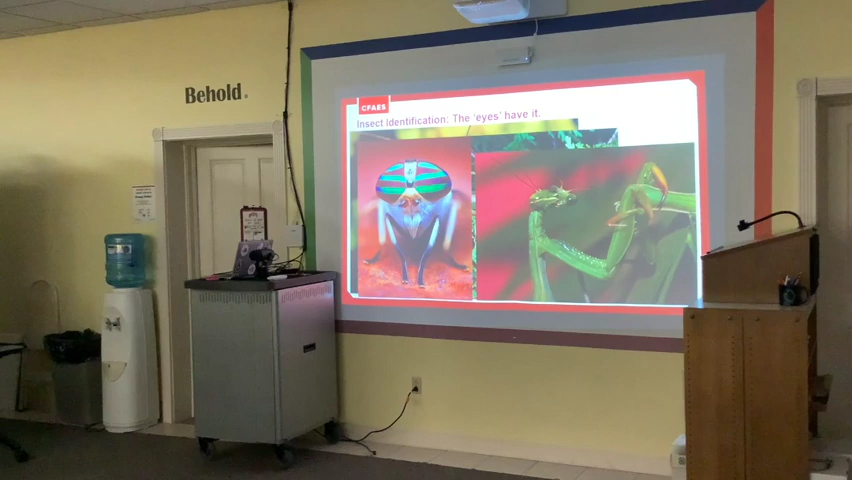 Behold.
CFAES
Insect Identification: The 'eyes' have it.